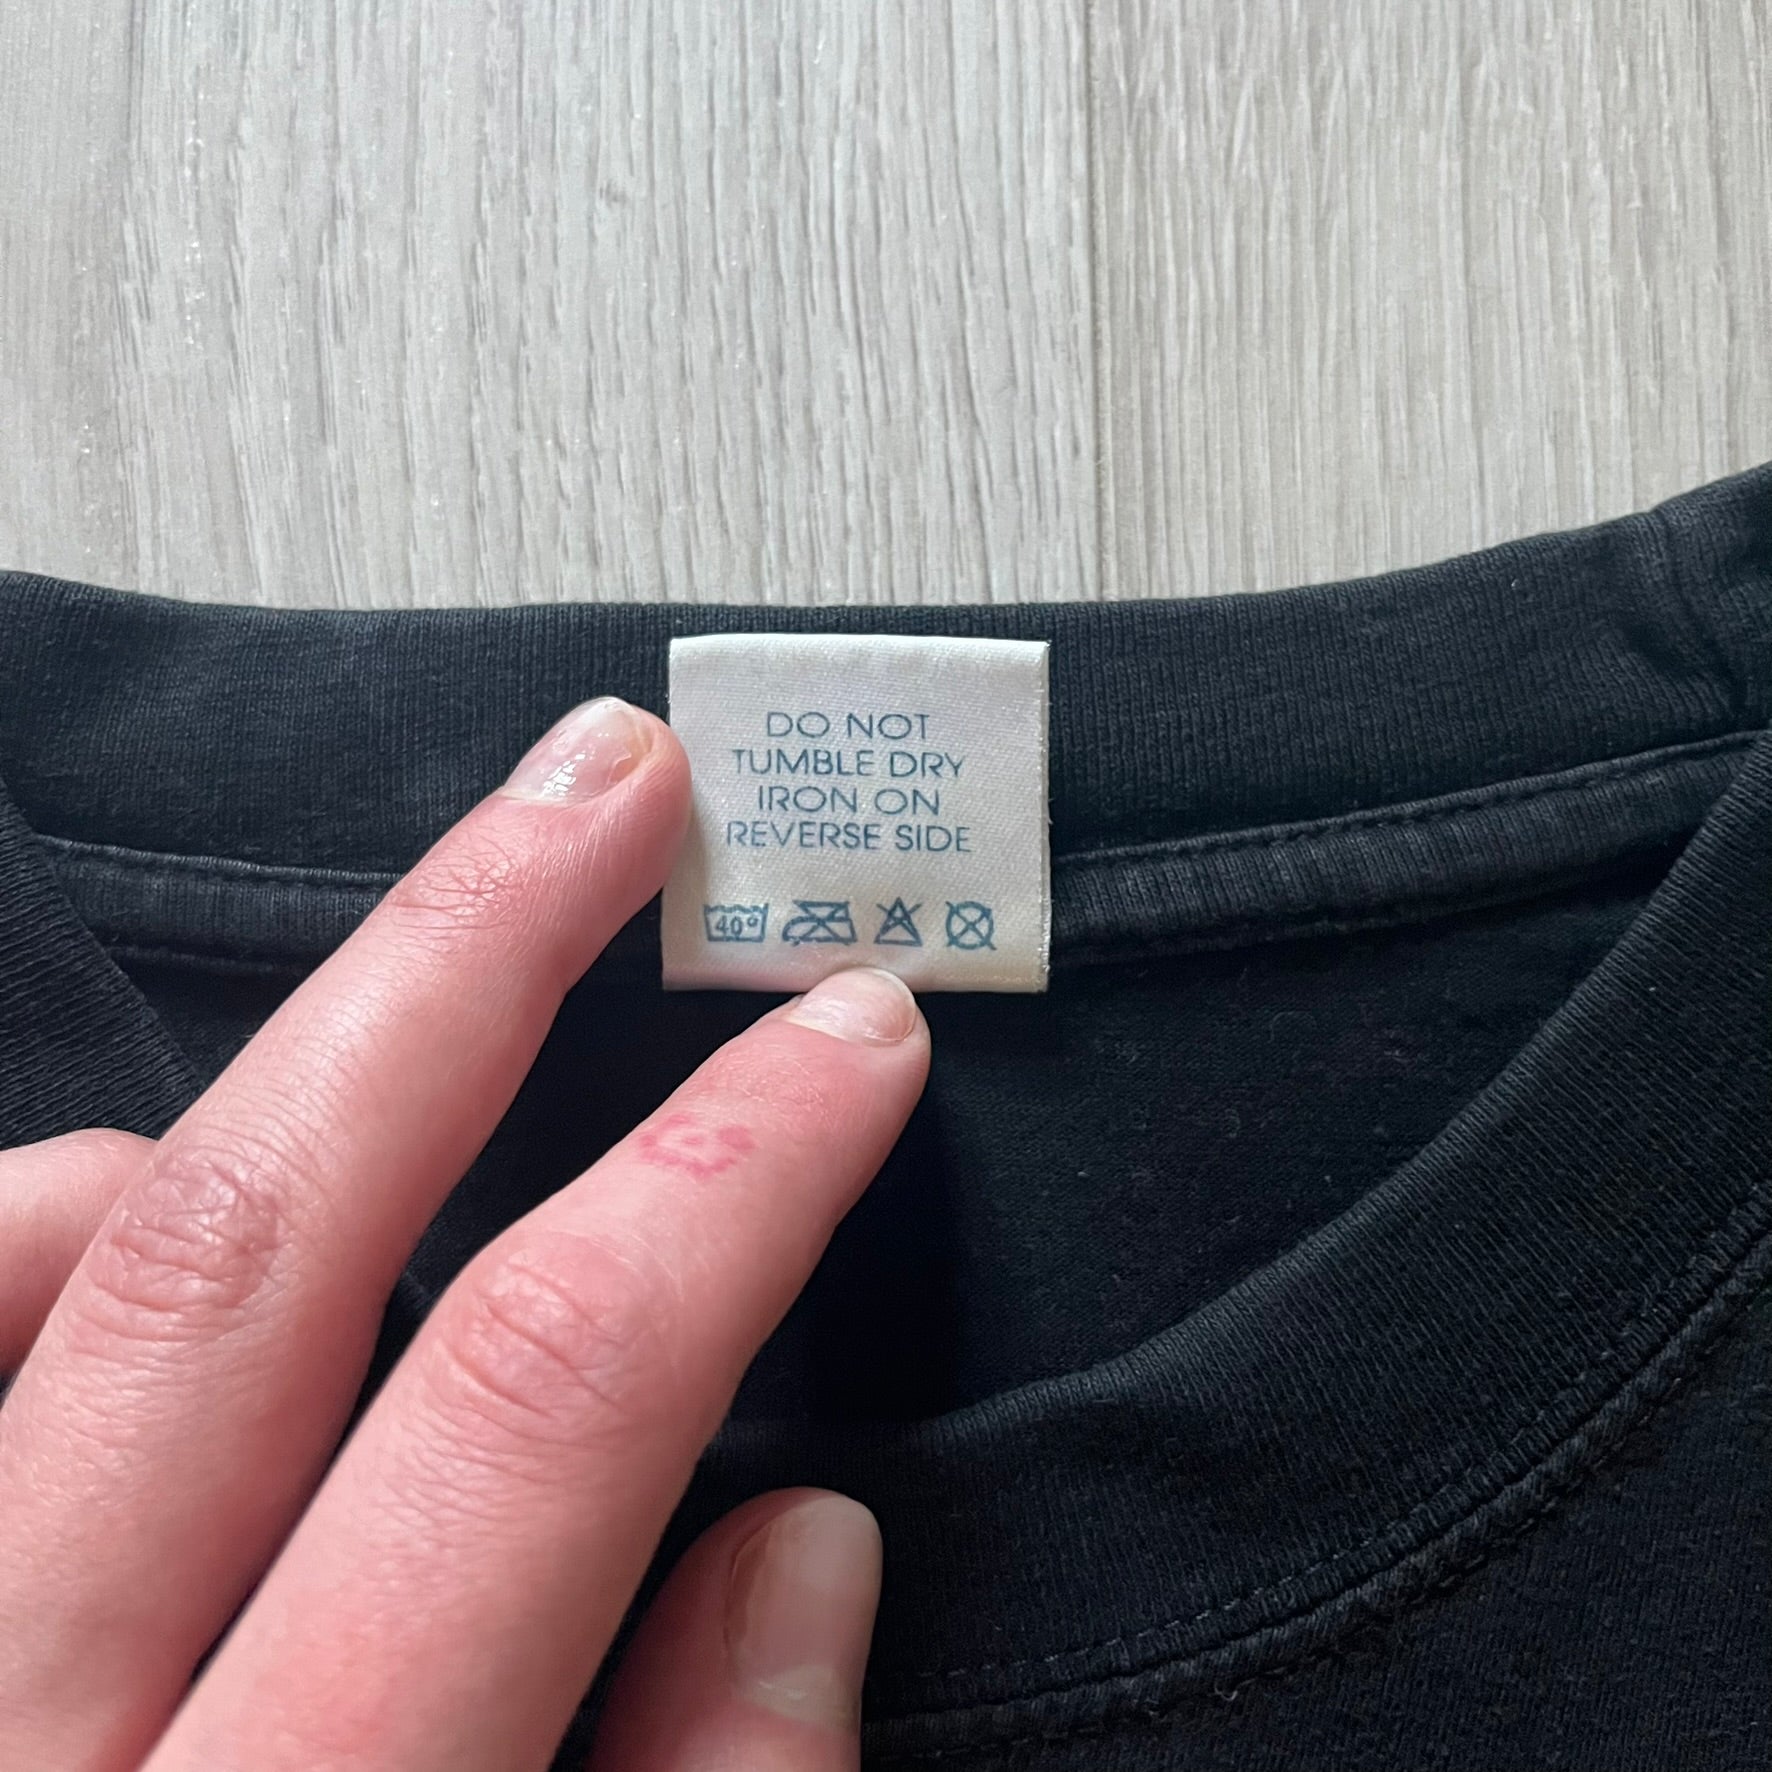 DO NOT
TUMBLE DRY
IRON ON
REVERSE SIDE
40°